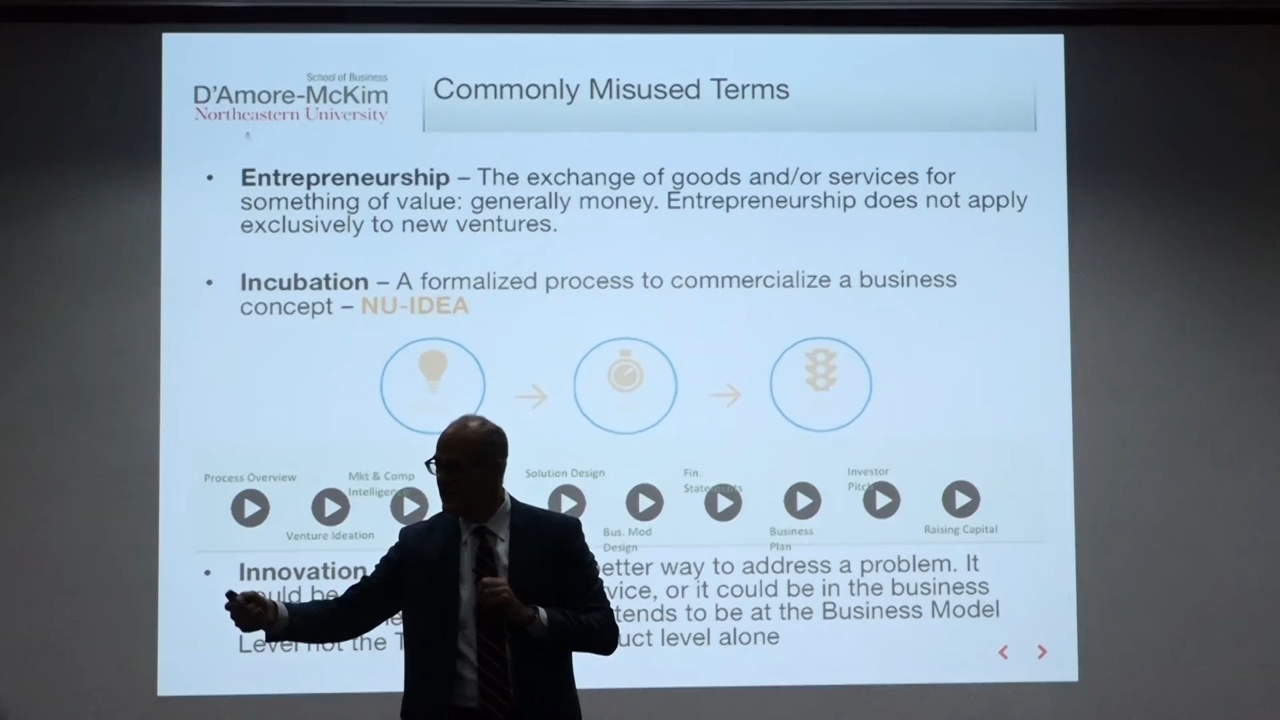 School of Business
D'Amore-McKim
Northeastern University
Commonly Misused Terms
• Entrepreneurship – The exchange of goods and/or services for
something of value: generally money. Entrepreneurship does not apply
exclusively to new ventures.
• Incubation – A formalized process to commercialize a business
concept – NU-IDEA
Process Overview
Venture Ideation
Mkt & Comp
Solution Design
Bus. Mod
Design
Fin.
Statements
Business
Plan
Investor
Pitch
Raising Capital
• Innovation etter way to address a problem. It
be vice, or it could be in the business
tends to be at the Business Model
Level not the uct level alone